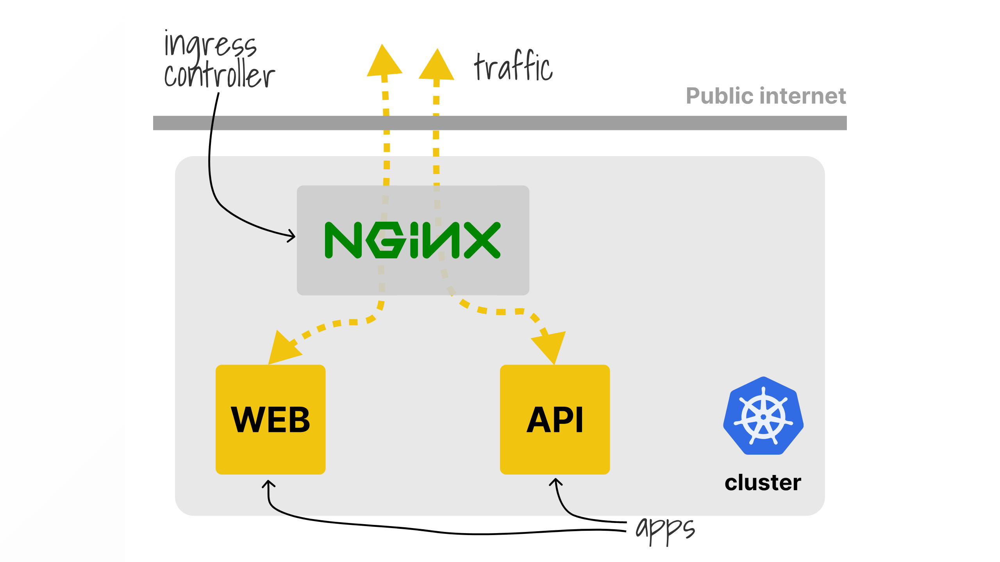 ingress
controller
traffic
Public internet
NGiNX
WEB
API
cluster
apps